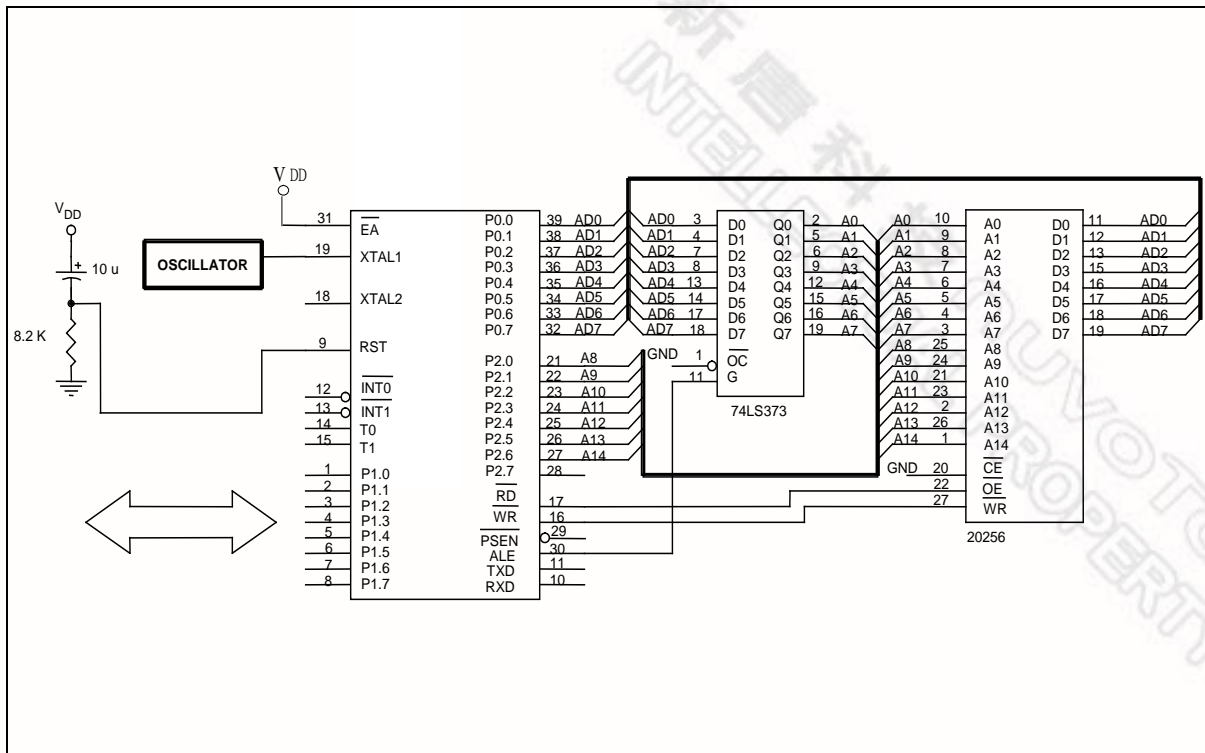 新唐科技 NUVOTON
INTELLECTUAL PROPERTY
VDD
VDD
10 u
8.2 K
OSCILLATOR
31 EA
19 XTAL1
18 XTAL2
9 RST
12 INT0
13 INT1
14 T0
15 T1
1 P1.0
2 P1.1
3 P1.2
4 P1.3
5 P1.4
6 P1.5
7 P1.6
8 P1.7
P0.0 39 AD0
P0.1 38 AD1
P0.2 37 AD2
P0.3 36 AD3
P0.4 35 AD4
P0.5 34 AD5
P0.6 33 AD6
P0.7 32 AD7
P2.0 21 A8
P2.1 22 A9
P2.2 23 A10
P2.3 24 A11
P2.4 25 A12
P2.5 26 A13
P2.6 27 A14
P2.7 28
RD 17
WR 16
PSEN 29
ALE 30
TXD 11
RXD 10
AD0 3 D0 Q0 2 A0
AD1 4 D1 Q1 5 A1
AD2 7 D2 Q2 6 A2
AD3 8 D3 Q3 9 A3
AD4 13 D4 Q4 12 A4
AD5 14 D5 Q5 15 A5
AD6 17 D6 Q6 16 A6
AD7 18 D7 Q7 19 A7
GND 1 OC
11 G
74LS373
A0 10 A0 D0 11 AD0
A1 9 A1 D1 12 AD1
A2 8 A2 D2 13 AD2
A3 7 A3 D3 15 AD3
A4 6 A4 D4 16 AD4
A5 5 A5 D5 17 AD5
A6 4 A6 D6 18 AD6
A7 3 A7 D7 19 AD7
A8 25 A8
A9 24 A9
A10 21 A10
A11 23 A11
A12 2 A12
A13 26 A13
A14 1 A14
GND 20 CE
22 OE
27 WR
20256